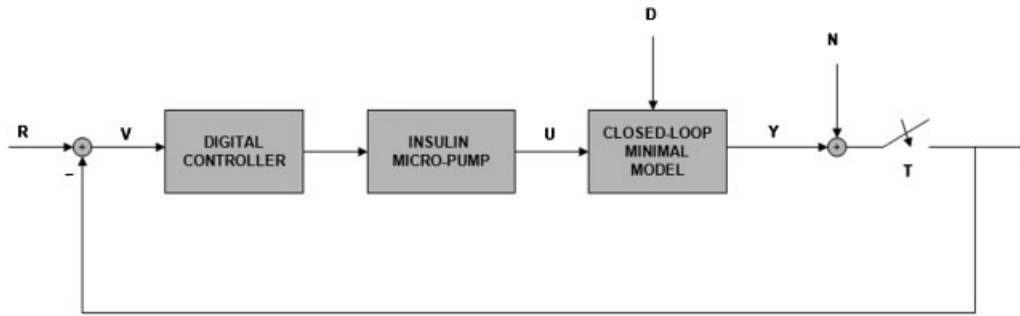 D
N
R
V
DIGITAL
CONTROLLER
INSULIN
MICRO-PUMP
U
CLOSED-LOOP
MINIMAL
MODEL
Y
T
+
+
−